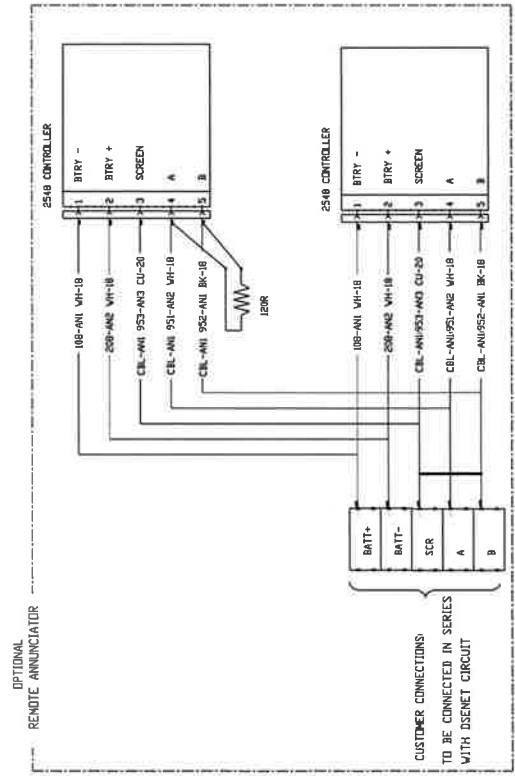 OPTIONAL
REMOTE ANNUNCIATOR
2548 CONTROLLER
1 BTRY -
2 BTRY +
3 SCREEN
4 A
5 B
108-AN1 WH-18
208-AN2 WH-18
CBL-AN1 953-AN3 CU-20
CBL-AN1 951-AN2 WH-18
CBL-AN1 952-AN1 BK-18
120R
2548 CONTROLLER
1 BTRY -
2 BTRY +
3 SCREEN
4 A
5 B
108-AN1 WH-18
208-AN2 WH-18
CBL-AN1 953-AN3 CU-20
CBL-AN1 951-AN2 WH-18
CBL-AN1 952-AN1 BK-18
BATT+
BATT-
SCR
A
B
CUSTOMER CONNECTIONS:
TO BE CONNECTED IN SERIES
WITH DSENET CIRCUIT